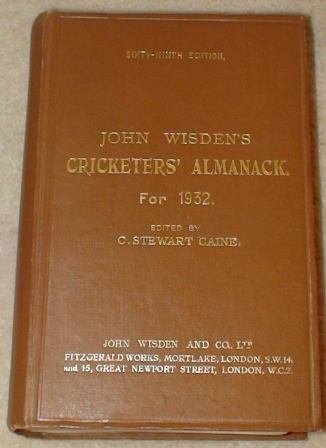 SIXTY-NINTH EDITION,
JOHN WISDEN'S
CRICKETERS' ALMANACK.
For 1932.
EDITED BY
C. STEWART CAINE.
JOHN WISDEN AND CO., LTD
FITZGERALD WORKS, MORTLAKE, LONDON, S.W.14,
and 15, GREAT NEWPORT STREET, LONDON, W.C.2.